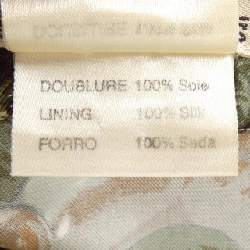 DOUBLURE 100% Soie
LINING 100% Silk
FORRO 100% Seda